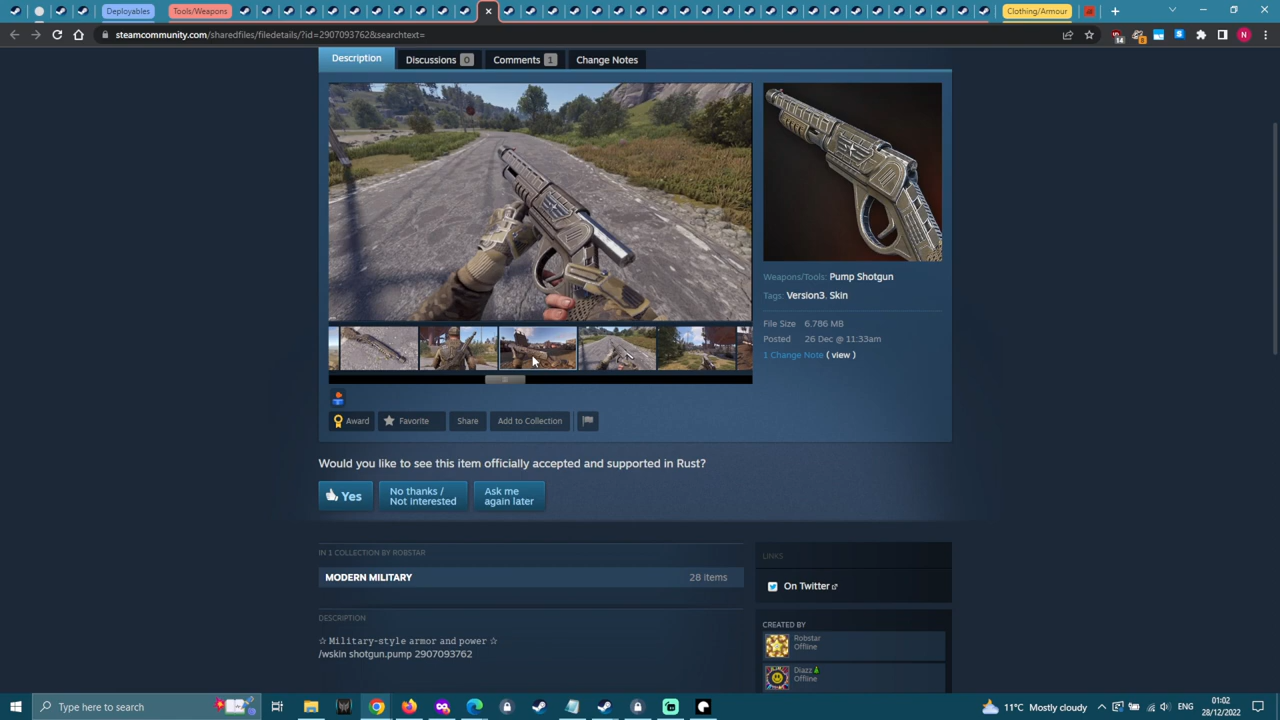 Deployables
Tools/Weapons
Clothing/Armour
steamcommunity.com/sharedfiles/filedetails/?id=2907093762&searchtext=
14
3
N
Description
Discussions 0
Comments 1
Change Notes
Weapons/Tools: Pump Shotgun
Tags: Version3, Skin
File Size 6.786 MB
Posted 26 Dec @ 11:33am
1 Change Note ( view )
Award
Favorite
Share
Add to Collection
Would you like to see this item officially accepted and supported in Rust?
Yes
No thanks /
Not interested
Ask me
again later
IN 1 COLLECTION BY ROBSTAR
MODERN MILITARY
28 items
DESCRIPTION
☆ Military-style armor and power ☆
/wskin shotgun.pump 2907093762
LINKS
On Twitter
CREATED BY
Robstar
Offline
Diazz
Offline
Type here to search
11°C Mostly cloudy
01:02
28/12/2022